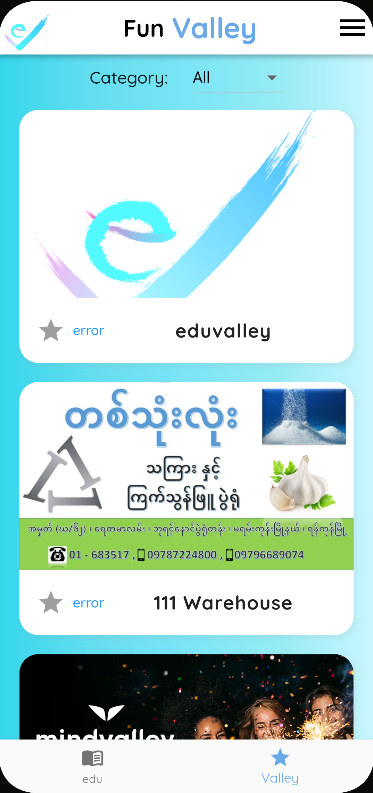 Fun Valley
Category: All
error eduvalley
တစ်သုံးလုံး
သကြား နှင့်
ကြက်သွန်ဖြူ ပွဲရုံ
01 - 683517 , 09787224800 , 09796689074
error 111 Warehouse
mindvalley
edu Valley